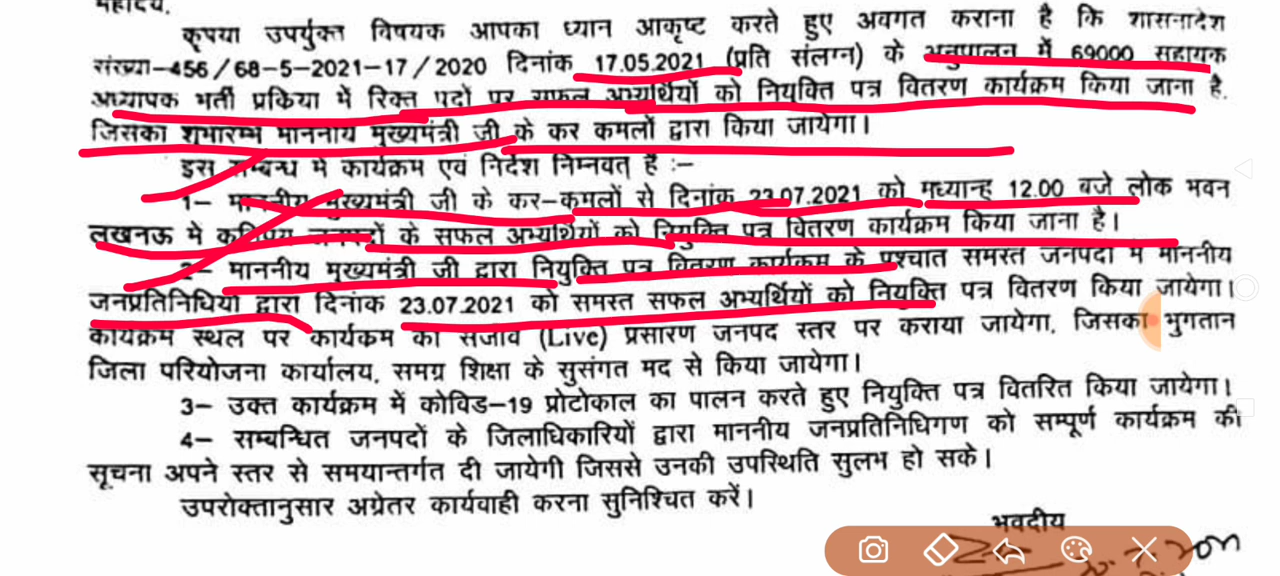 महोदय,
कृपया उपर्युक्त विषयक आपका ध्यान आकृष्ट करते हुए अवगत कराना है कि शासनादेश
संख्या-456/68-5-2021-17/2020 दिनांक 17.05.2021 (प्रति संलग्न) के अनुपालन में 69000 सहायक
अध्यापक भर्ती प्रकिया में रिक्त पदों पर सफल अभ्यर्थियों को नियुक्ति पत्र वितरण कार्यक्रम किया जाना है,
जिसका शुभारम्भ माननीय मुख्यमंत्री जी के कर कमलों द्वारा किया जायेगा।
इस सम्बन्ध में कार्यक्रम एवं निर्देश निम्नवत् है :-
1- माननीय मुख्यमंत्री जी के कर-कमलों से दिनांक 23.07.2021 को मध्यान्ह 12.00 बजे लोक भवन
लखनऊ में कतिपय जनपदों के सफल अभ्यर्थियों को नियुक्ति पत्र वितरण कार्यक्रम किया जाना है।
2- माननीय मुख्यमंत्री जी द्वारा नियुक्ति पत्र वितरण कार्यकम के पश्चात समस्त जनपदों में माननीय
जनप्रतिनिधियों द्वारा दिनांक 23.07.2021 को समस्त सफल अभ्यर्थियों को नियुक्ति पत्र वितरण किया जायेगा।
कार्यक्रम स्थल पर कार्यकम का सजीव (Live) प्रसारण जनपद स्तर पर कराया जायेगा, जिसका भुगतान
जिला परियोजना कार्यालय, समग्र शिक्षा के सुसंगत मद से किया जायेगा।
3- उक्त कार्यक्रम में कोविड-19 प्रोटोकाल का पालन करते हुए नियुक्ति पत्र वितरित किया जायेगा।
4- सम्बन्धित जनपदों के जिलाधिकारियों द्वारा माननीय जनप्रतिनिधिगण को सम्पूर्ण कार्यक्रम की
सूचना अपने स्तर से समयान्तर्गत दी जायेगी जिससे उनकी उपस्थिति सुलभ हो सके।
उपरोक्तानुसार अग्रेतर कार्यवाही करना सुनिश्चित करें।
भवदीय